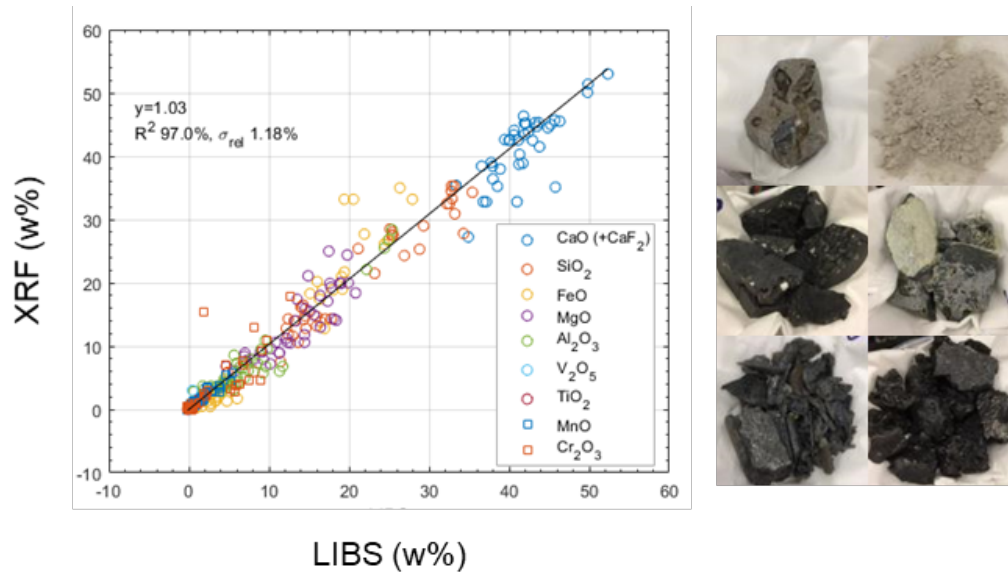 60
50
40
30
20
10
0
-10
-10 0 10 20 30 40 50 60
y=1.03
R² 97.0%, σrel 1.18%
CaO (+CaF₂)
SiO₂
FeO
MgO
Al₂O₃
V₂O₅
TiO₂
MnO
Cr₂O₃
XRF (w%)
LIBS (w%)